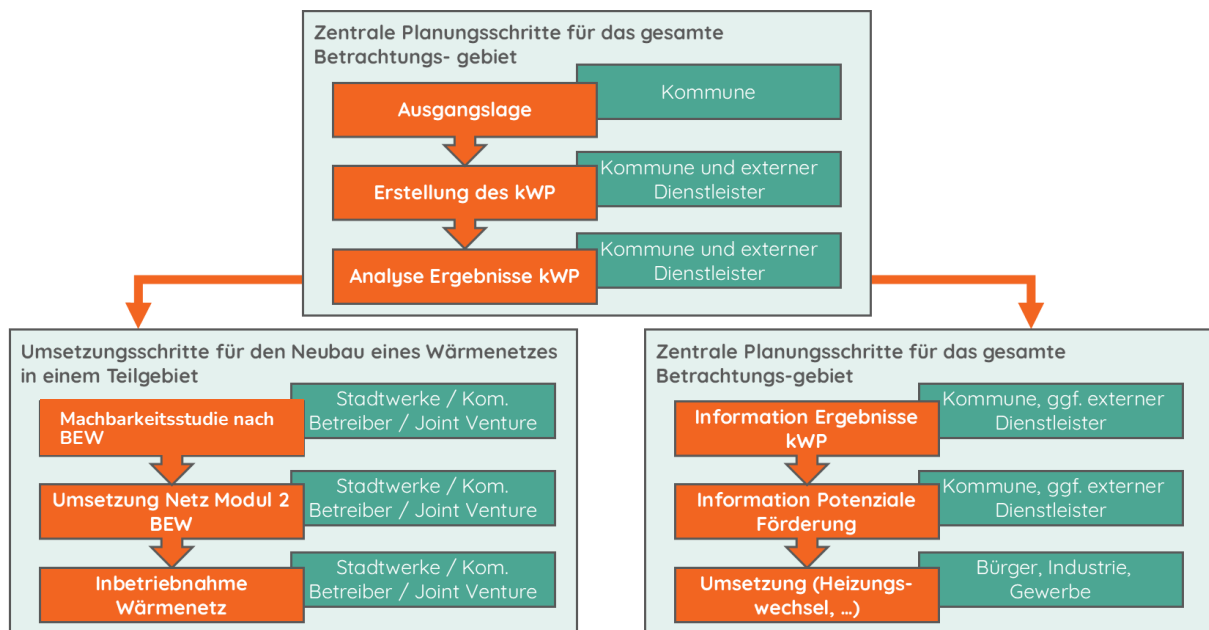 Zentrale Planungsschritte für das gesamte
Betrachtungs- gebiet
Ausgangslage
Kommune
Erstellung des kWP
Kommune und externer
Dienstleister
Analyse Ergebnisse kWP
Kommune und externer
Dienstleister
Umsetzungsschritte für den Neubau eines Wärmenetzes
in einem Teilgebiet
Machbarkeitsstudie nach
BEW
Stadtwerke / Kom.
Betreiber / Joint Venture
Umsetzung Netz Modul 2
BEW
Stadtwerke / Kom.
Betreiber / Joint Venture
Inbetriebnahme
Wärmenetz
Stadtwerke / Kom.
Betreiber / Joint Venture
Zentrale Planungsschritte für das gesamte
Betrachtungs-gebiet
Information Ergebnisse
kWP
Kommune, ggf. externer
Dienstleister
Information Potenziale
Förderung
Kommune, ggf. externer
Dienstleister
Umsetzung (Heizungs-
wechsel, ...)
Bürger, Industrie,
Gewerbe